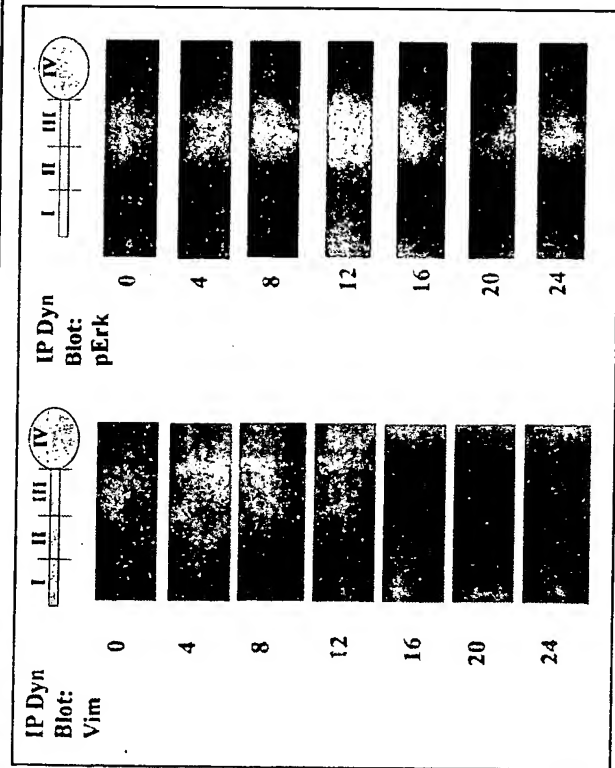 IP Dyn
Blot:
Vim
I II III IV
0
4
8
12
16
20
24
IP Dyn
Blot:
pErk
I II III IV
0
4
8
12
16
20
24